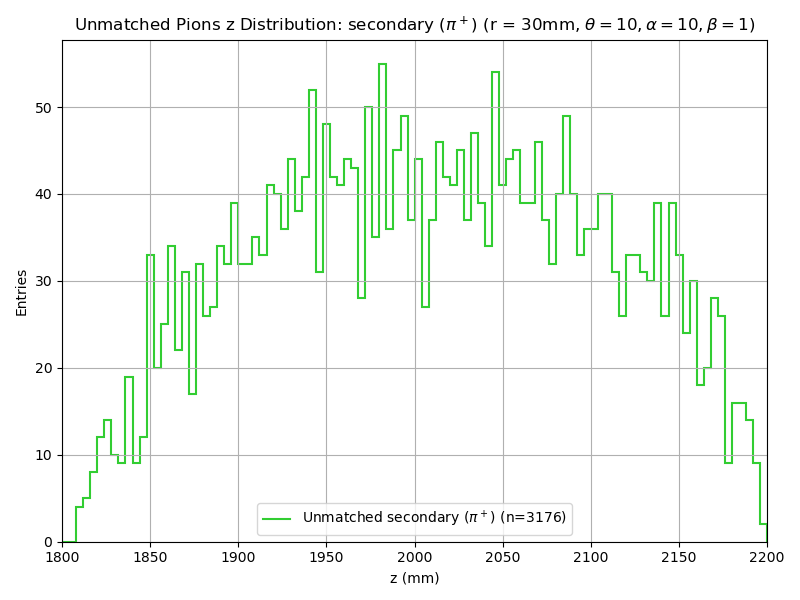 Unmatched Pions z Distribution: secondary (π⁺) (r = 30mm, θ = 10, α = 10, β = 1)
Entries
50
40
30
20
10
0
1800 1850 1900 1950 2000 2050 2100 2150 2200
z (mm)
Unmatched secondary (π⁺) (n=3176)